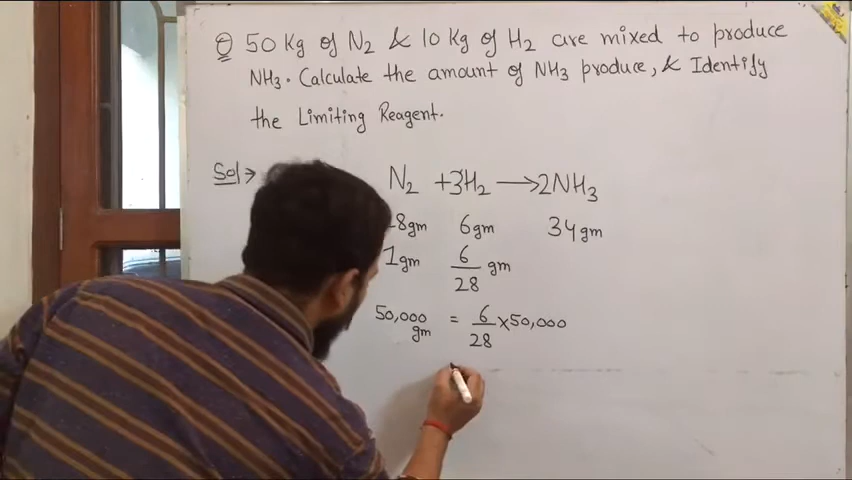 Q 50 Kg of N2 & 10 Kg of H2 are mixed to produce
NH3. Calculate the amount of NH3 produce, & Identify
the Limiting Reagent.
Sol → N2 + 3H2 → 2NH3
8gm 6gm 34gm
1gm 6/28 gm
50,000 gm = 6/28 × 50,000